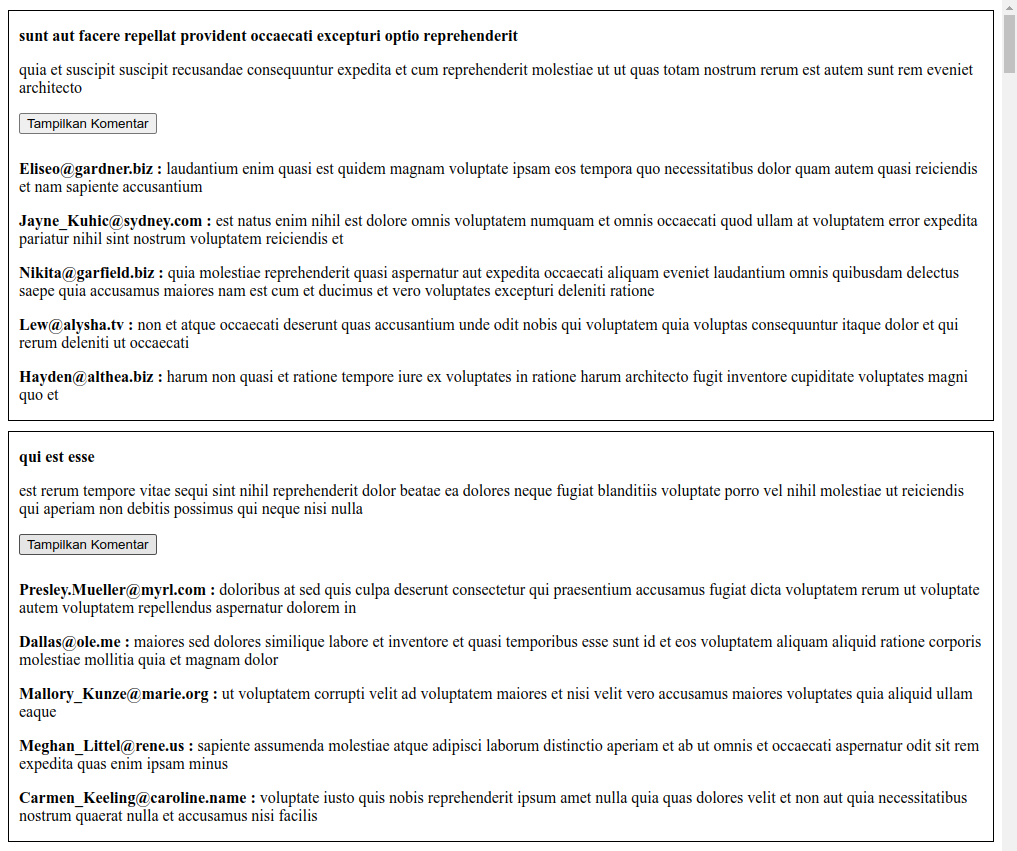 sunt aut facere repellat provident occaecati excepturi optio reprehenderit
quia et suscipit suscipit recusandae consequuntur expedita et cum reprehenderit molestiae ut ut quas totam nostrum rerum est autem sunt rem eveniet
architecto
Tampilkan Komentar
Eliseo@gardner.biz : laudantium enim quasi est quidem magnam voluptate ipsam eos tempora quo necessitatibus dolor quam autem quasi reiciendis
et nam sapiente accusantium
Jayne_Kuhic@sydney.com : est natus enim nihil est dolore omnis voluptatem numquam et omnis occaecati quod ullam at voluptatem error expedita
pariatur nihil sint nostrum voluptatem reiciendis et
Nikita@garfield.biz : quia molestiae reprehenderit quasi aspernatur aut expedita occaecati aliquam eveniet laudantium omnis quibusdam delectus
saepe quia accusamus maiores nam est cum et ducimus et vero voluptates excepturi deleniti ratione
Lew@alysha.tv : non et atque occaecati deserunt quas accusantium unde odit nobis qui voluptatem quia voluptas consequuntur itaque dolor et qui
rerum deleniti ut occaecati
Hayden@althea.biz : harum non quasi et ratione tempore iure ex voluptates in ratione harum architecto fugit inventore cupiditate voluptates magni
quo et
qui est esse
est rerum tempore vitae sequi sint nihil reprehenderit dolor beatae ea dolores neque fugiat blanditiis voluptate porro vel nihil molestiae ut reiciendis
qui aperiam non debitis possimus qui neque nisi nulla
Tampilkan Komentar
Presley.Mueller@myrl.com : doloribus at sed quis culpa deserunt consectetur qui praesentium accusamus fugiat dicta voluptatem rerum ut voluptate
autem voluptatem repellendus aspernatur dolorem in
Dallas@ole.me : maiores sed dolores similique labore et inventore et quasi temporibus esse sunt id et eos voluptatem aliquam aliquid ratione corporis
molestiae mollitia quia et magnam dolor
Mallory_Kunze@marie.org : ut voluptatem corrupti velit ad voluptatem maiores et nisi velit vero accusamus maiores voluptates quia aliquid ullam
eaque
Meghan_Littel@rene.us : sapiente assumenda molestiae atque adipisci laborum distinctio aperiam et ab ut omnis et occaecati aspernatur odit sit rem
expedita quas enim ipsam minus
Carmen_Keeling@caroline.name : voluptate iusto quis nobis reprehenderit ipsum amet nulla quia quas dolores velit et non aut quia necessitatibus
nostrum quaerat nulla et accusamus nisi facilis